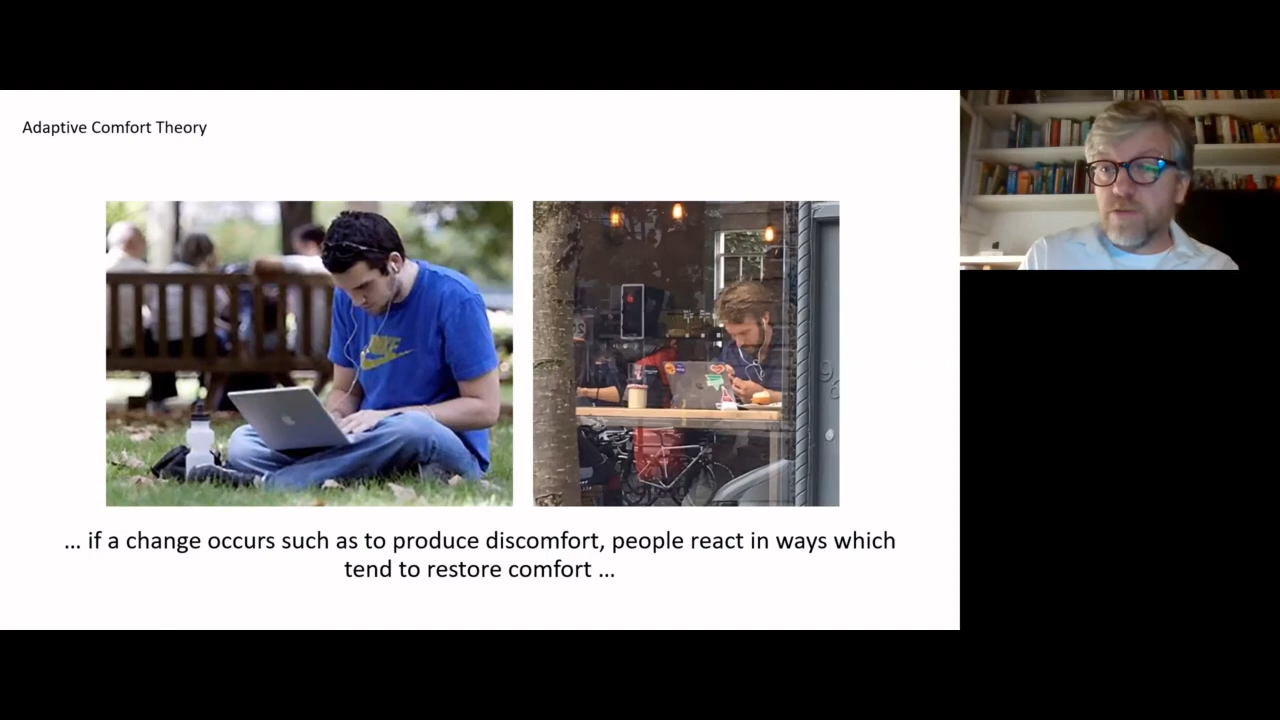 Adaptive Comfort Theory
NIKE
... if a change occurs such as to produce discomfort, people react in ways which
tend to restore comfort ...